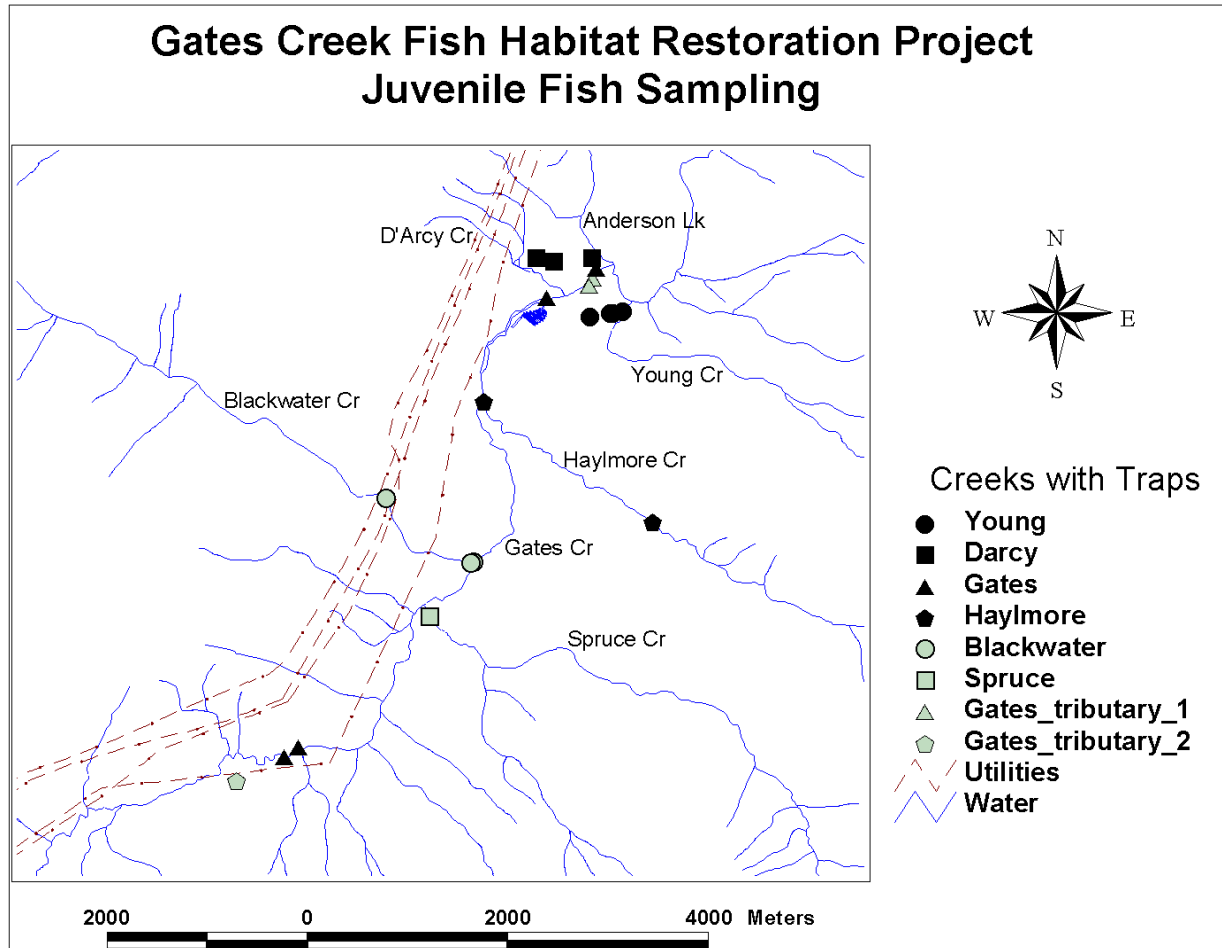 Gates Creek Fish Habitat Restoration Project
Juvenile Fish Sampling
Anderson Lk
D'Arcy Cr
Young Cr
Blackwater Cr
Haylmore Cr
Gates Cr
Spruce Cr
N
W
E
S
Creeks with Traps
Young
Darcy
Gates
Haylmore
Blackwater
Spruce
Gates_tributary_1
Gates_tributary_2
Utilities
Water
2000 0 2000 4000 Meters